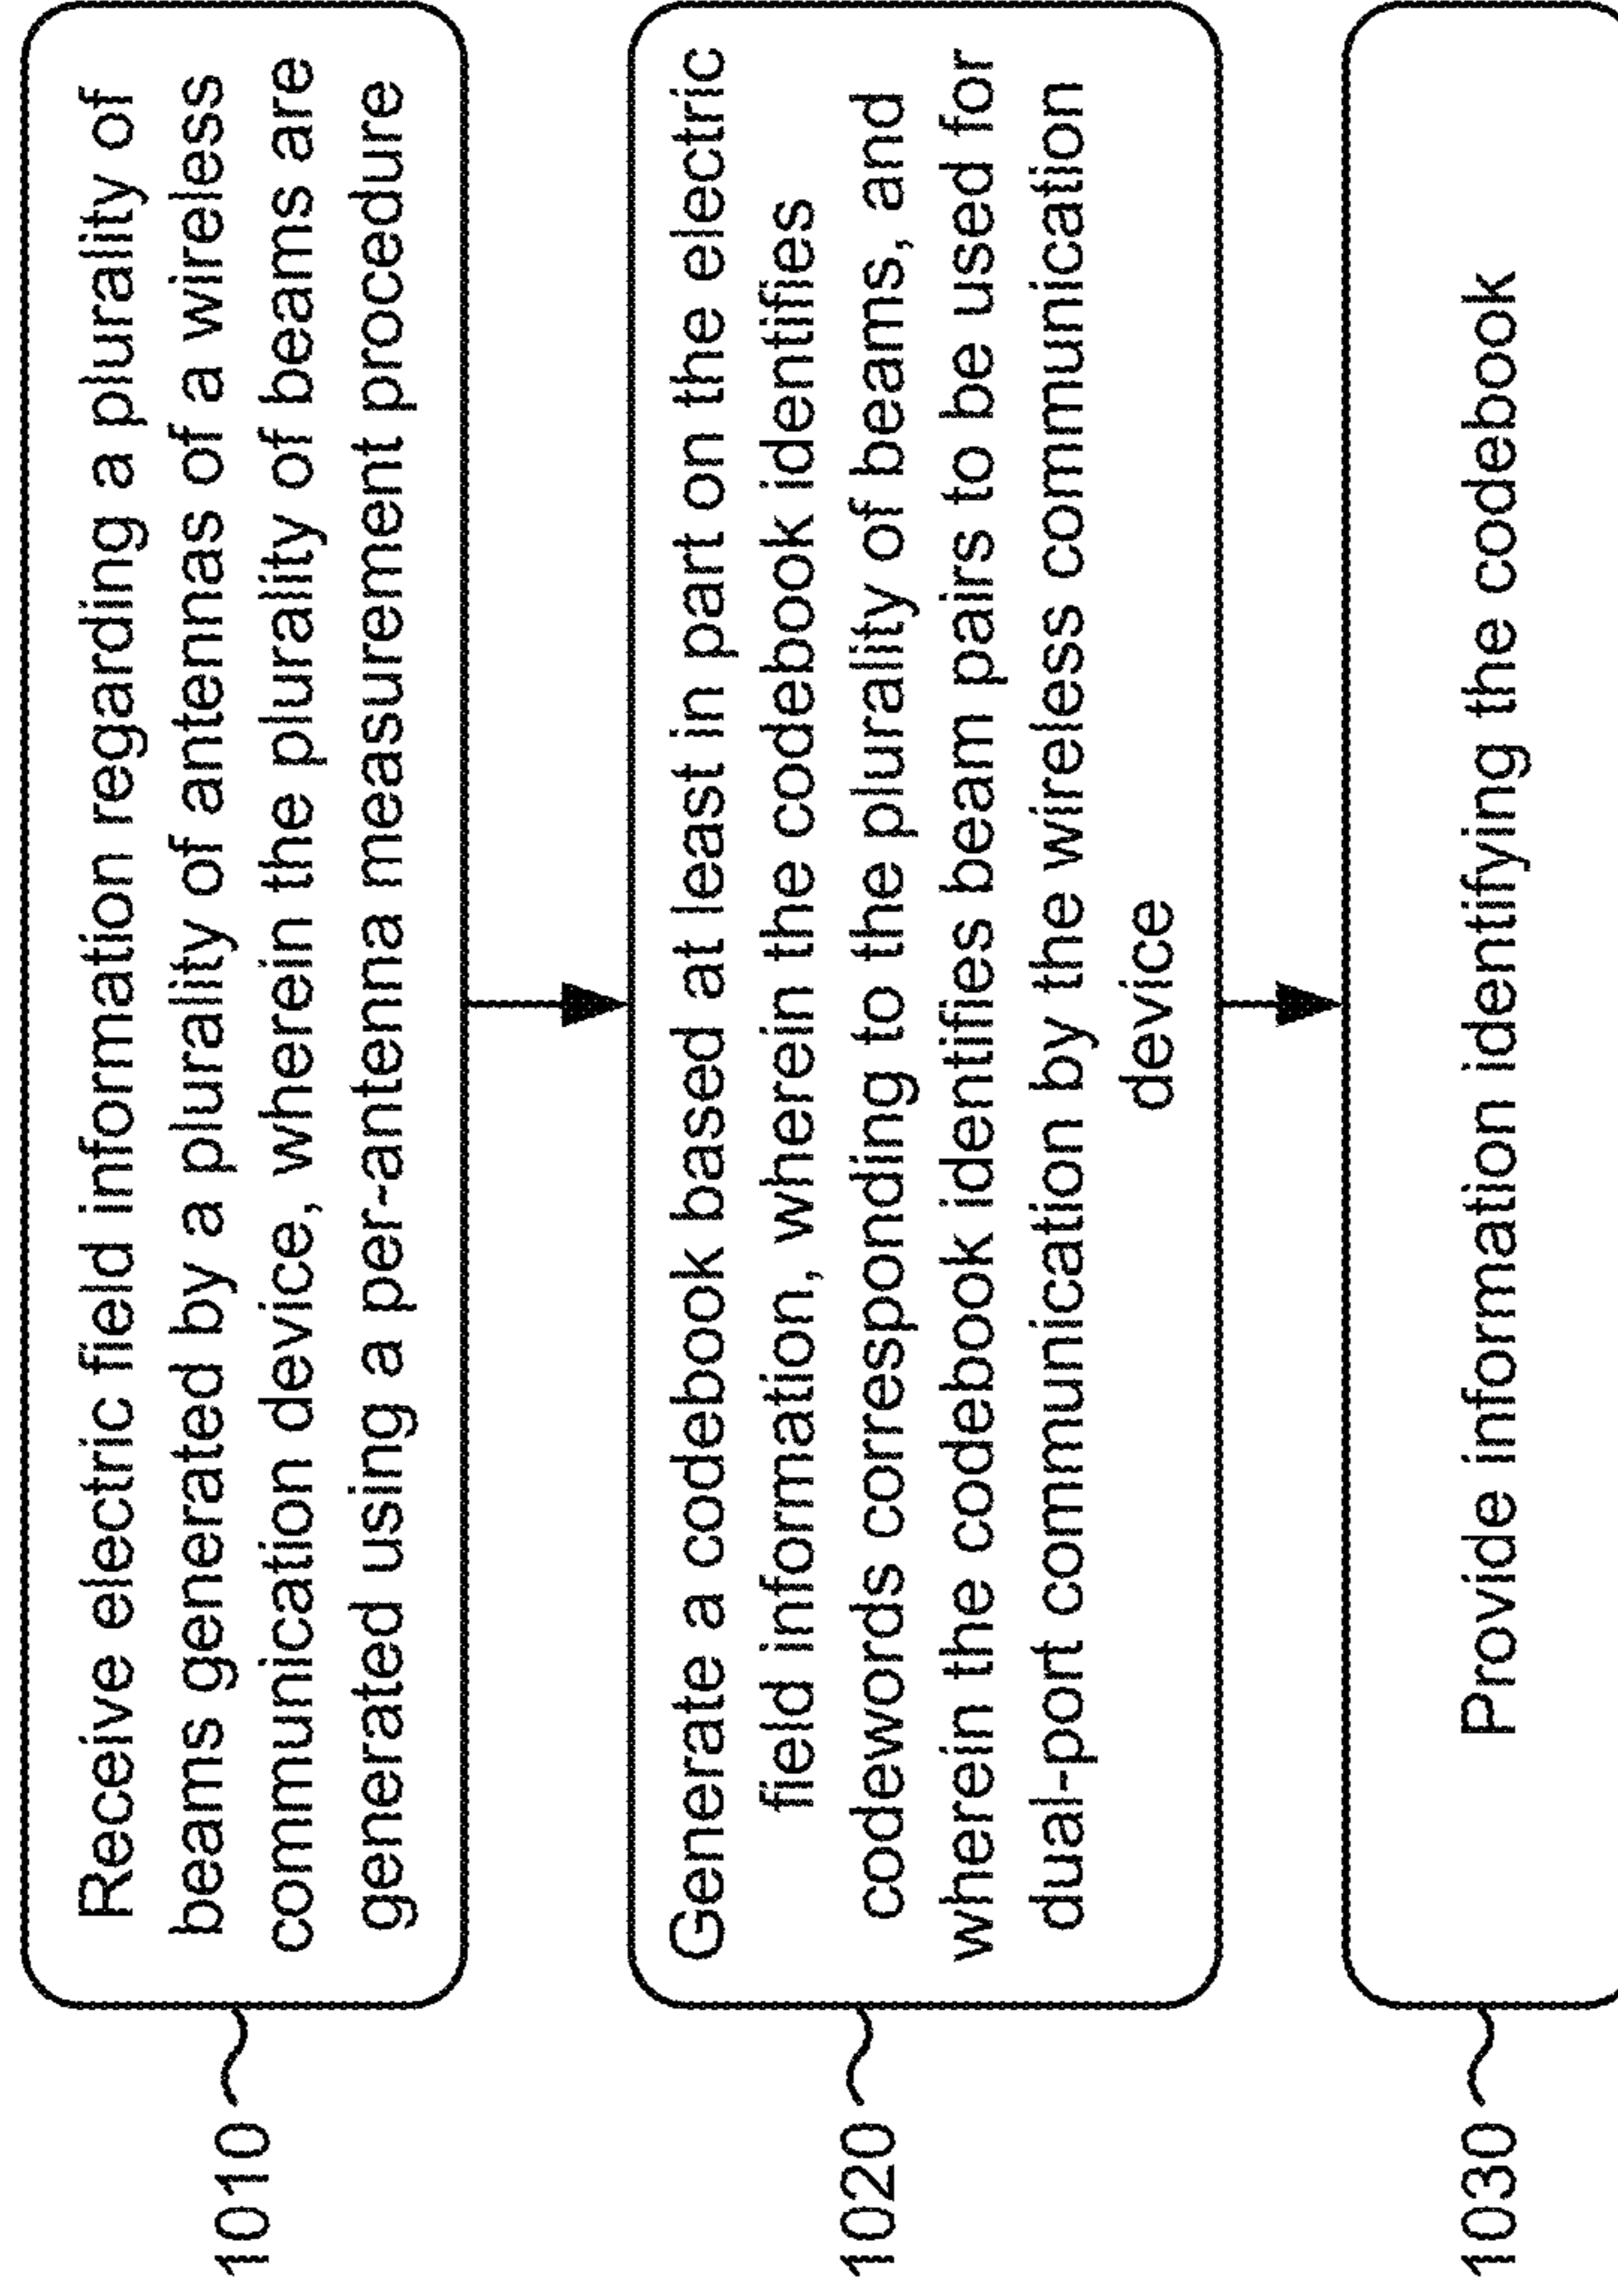 Receive electric field information regarding a plurality of
beams generated by a plurality of antennas of a wireless
communication device, wherein the plurality of beams are
generated using a per-antenna measurement procedure
1010
Generate a codebook based at least in part on the electric
field information, wherein the codebook identifies
codewords corresponding to the plurality of beams, and
wherein the codebook identifies beam pairs to be used for
dual-port communication by the wireless communication
device
1020
Provide information identifying the codebook
1030